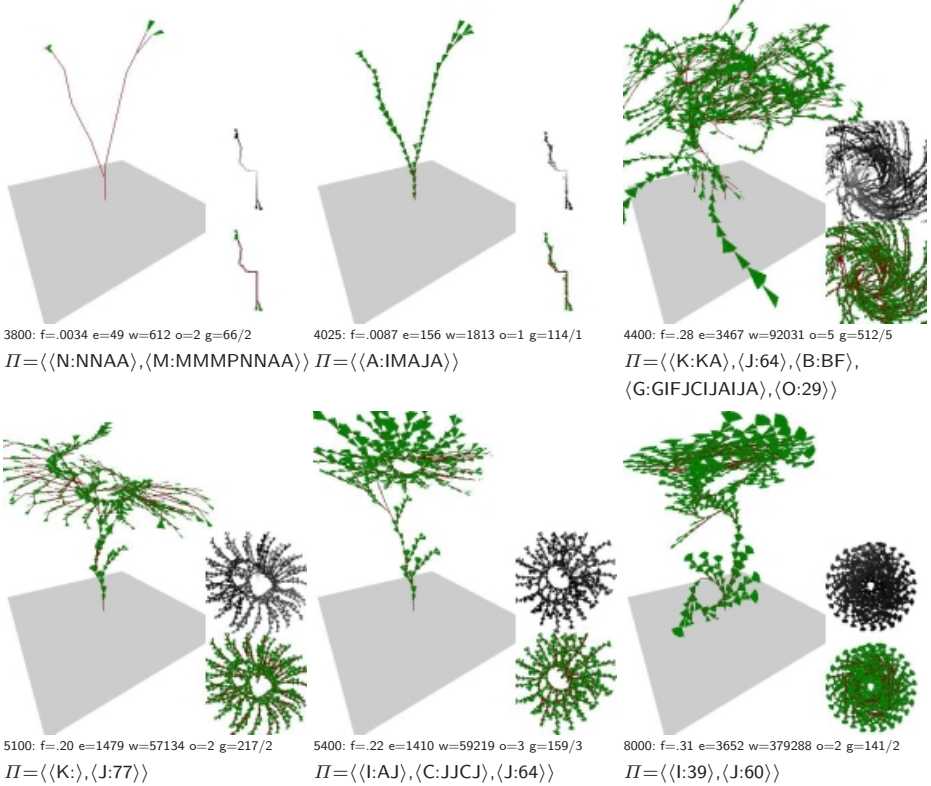 3800: f=.0034 e=49 w=612 o=2 g=66/2
Π=⟨⟨N:NNAA⟩,⟨M:MMMPNNAA⟩⟩
4025: f=.0087 e=156 w=1813 o=1 g=114/1
Π=⟨⟨A:IMAJA⟩⟩
4400: f=.28 e=3467 w=92031 o=5 g=512/5
Π=⟨⟨K:KA⟩,⟨J:64⟩,⟨B:BF⟩,
⟨G:GIFJCIJAIJA⟩,⟨O:29⟩⟩
5100: f=.20 e=1479 w=57134 o=2 g=217/2
Π=⟨⟨K:⟩,⟨J:77⟩⟩
5400: f=.22 e=1410 w=59219 o=3 g=159/3
Π=⟨⟨I:AJ⟩,⟨C:JJCJ⟩,⟨J:64⟩⟩
8000: f=.31 e=3652 w=379288 o=2 g=141/2
Π=⟨⟨I:39⟩,⟨J:60⟩⟩